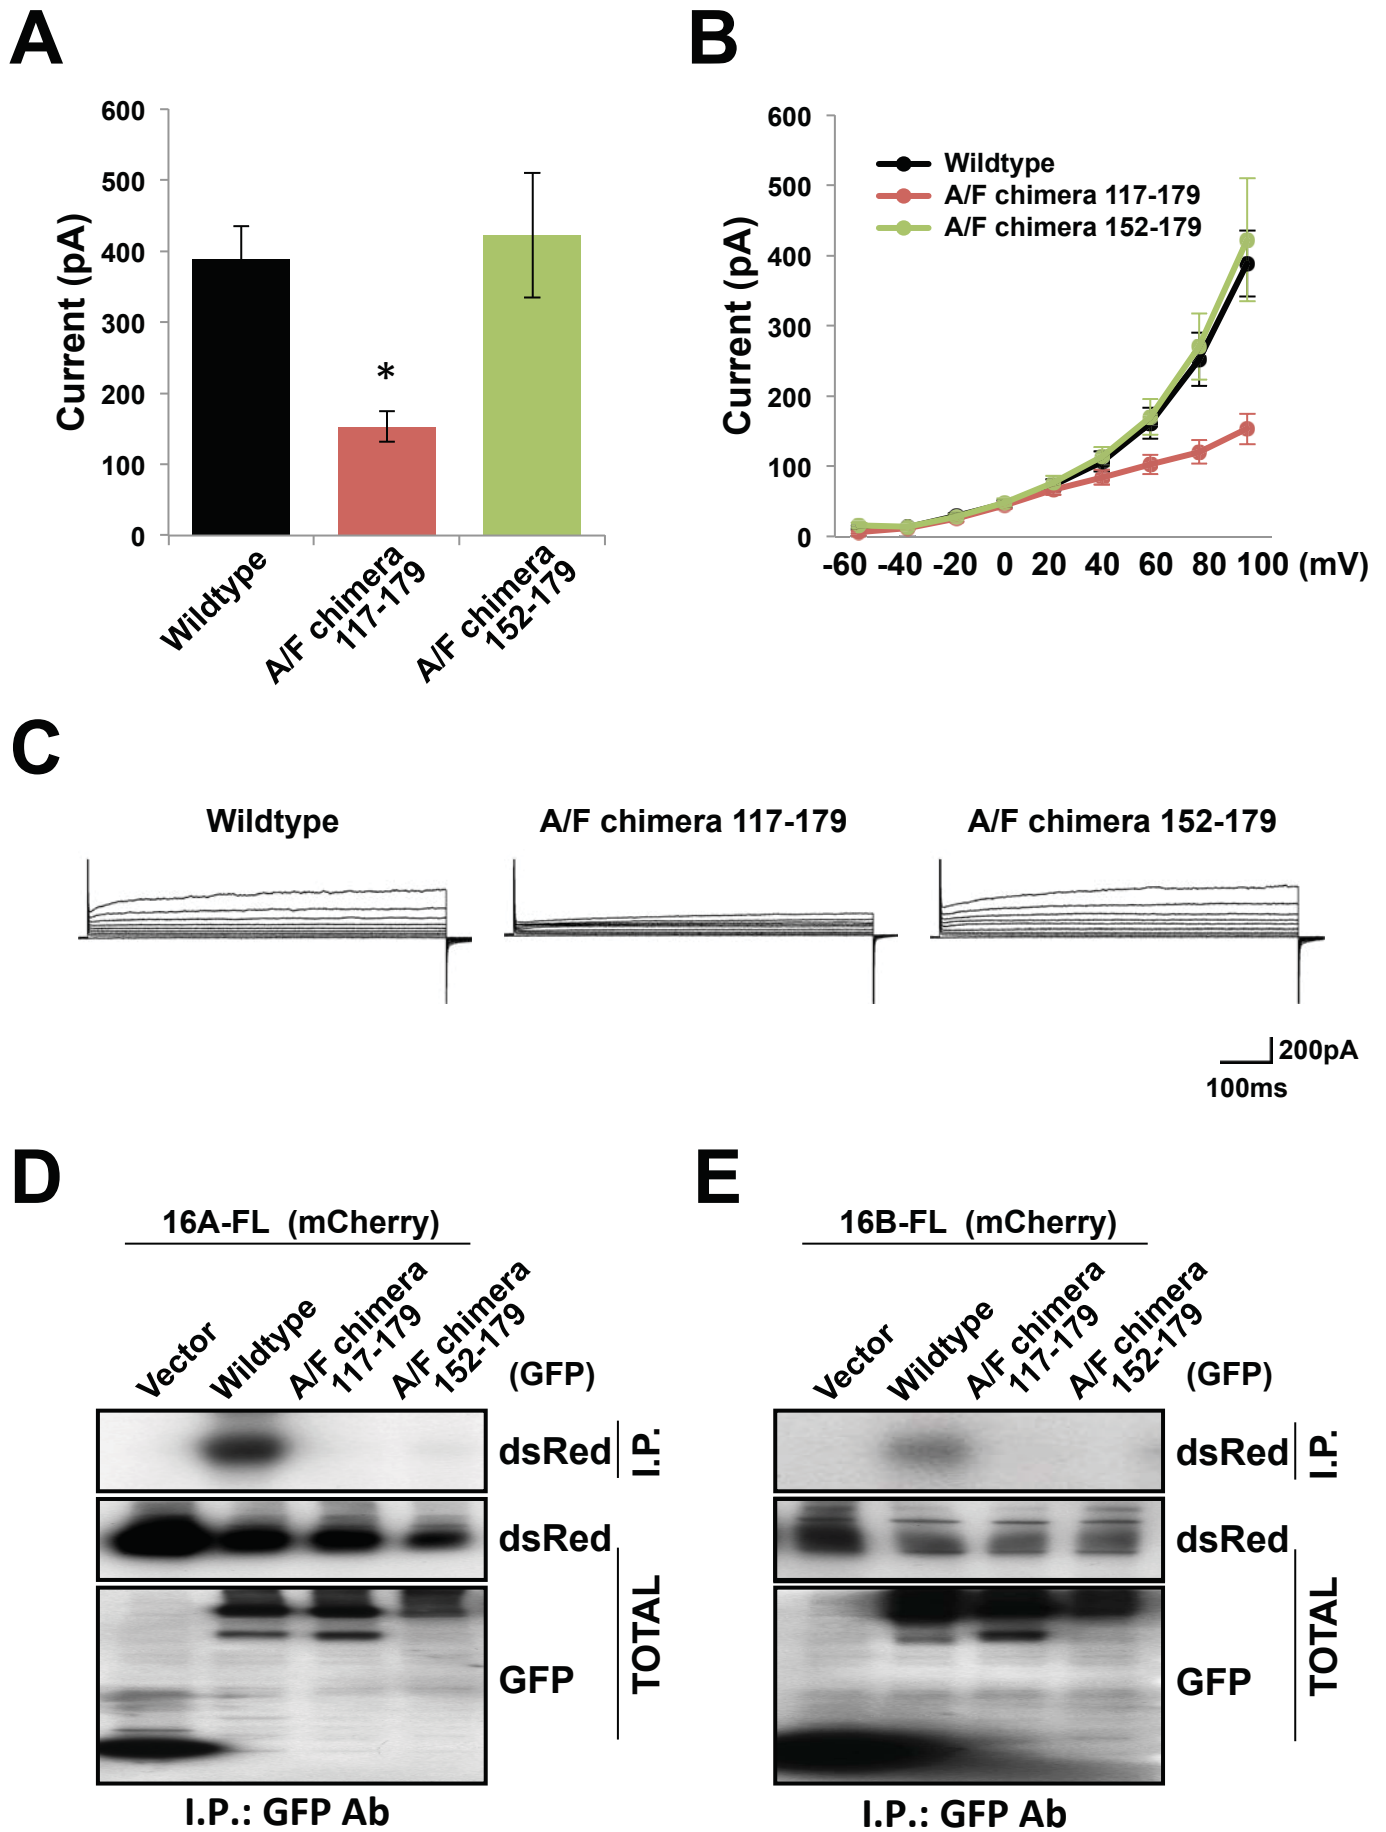 A
B
600
500
400
300
200
100
0
Current (pA)
*
Wildtype
A/F chimera
117-179
A/F chimera
152-179
600
500
400
300
200
100
0
Current (pA)
Wildtype
A/F chimera 117-179
A/F chimera 152-179
-60 -40 -20 0 20 40 60 80 100 (mV)
C
Wildtype
A/F chimera 117-179
A/F chimera 152-179
200pA
100ms
D
16A-FL (mCherry)
Vector
Wildtype
A/F chimera
117-179
A/F chimera
152-179
(GFP)
dsRed
I.P.
dsRed
GFP
TOTAL
I.P.: GFP Ab
E
16B-FL (mCherry)
Vector
Wildtype
A/F chimera
117-179
A/F chimera
152-179
(GFP)
dsRed
I.P.
dsRed
GFP
TOTAL
I.P.: GFP Ab